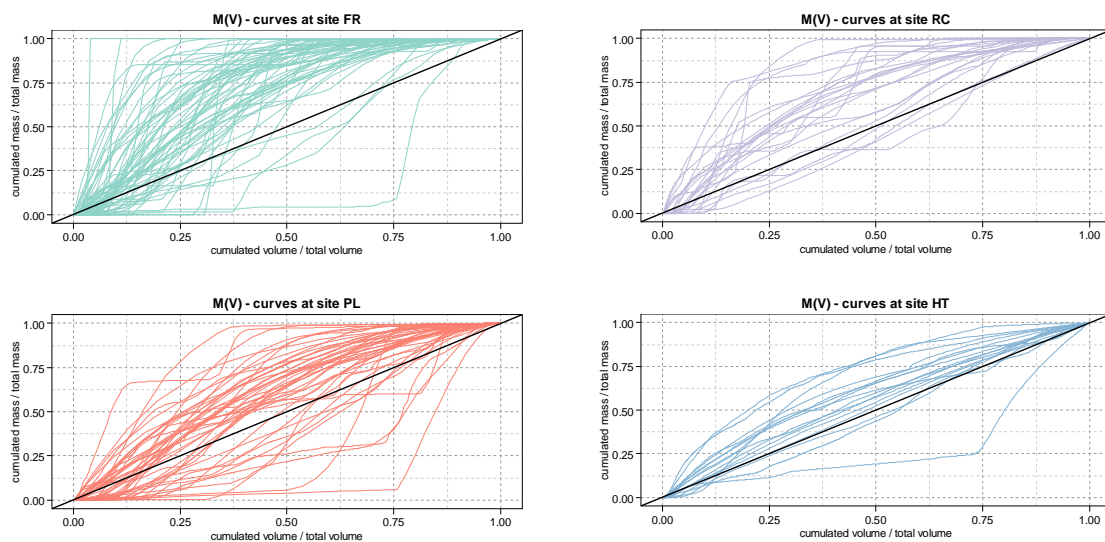 M(V) - curves at site FR
cumulated mass / total mass
1.00
0.75
0.50
0.25
0.00
0.00 0.25 0.50 0.75 1.00
cumulated volume / total volume
M(V) - curves at site RC
cumulated mass / total mass
1.00
0.75
0.50
0.25
0.00
0.00 0.25 0.50 0.75 1.00
cumulated volume / total volume
M(V) - curves at site PL
cumulated mass / total mass
1.00
0.75
0.50
0.25
0.00
0.00 0.25 0.50 0.75 1.00
cumulated volume / total volume
M(V) - curves at site HT
cumulated mass / total mass
1.00
0.75
0.50
0.25
0.00
0.00 0.25 0.50 0.75 1.00
cumulated volume / total volume